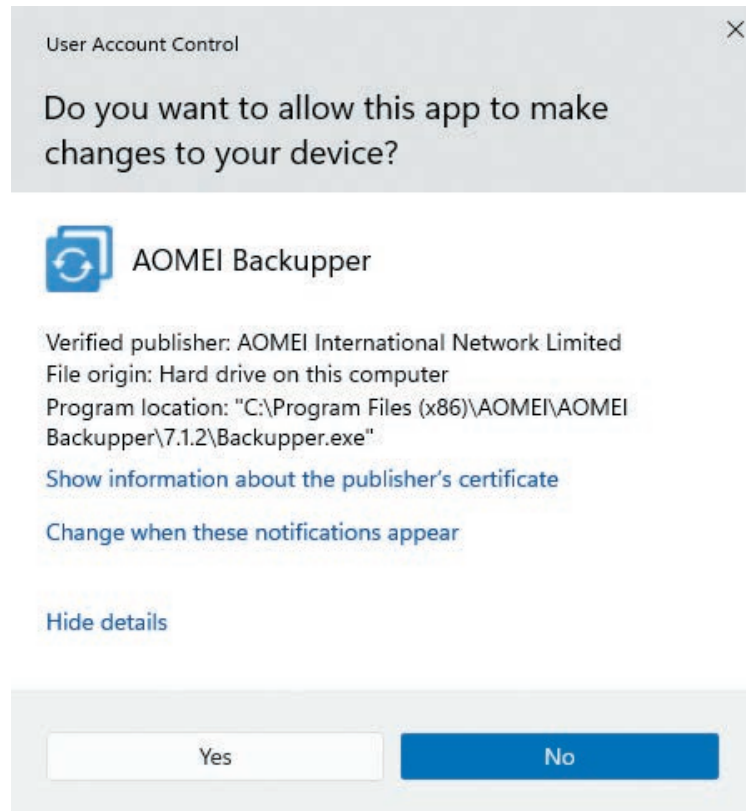 User Account Control
Do you want to allow this app to make
changes to your device?
AOMEI Backupper
Verified publisher: AOMEI International Network Limited
File origin: Hard drive on this computer
Program location: "C:\Program Files (x86)\AOMEI\AOMEI
Backupper\7.1.2\Backupper.exe"
Show information about the publisher’s certificate
Change when these notifications appear
Hide details
Yes
No